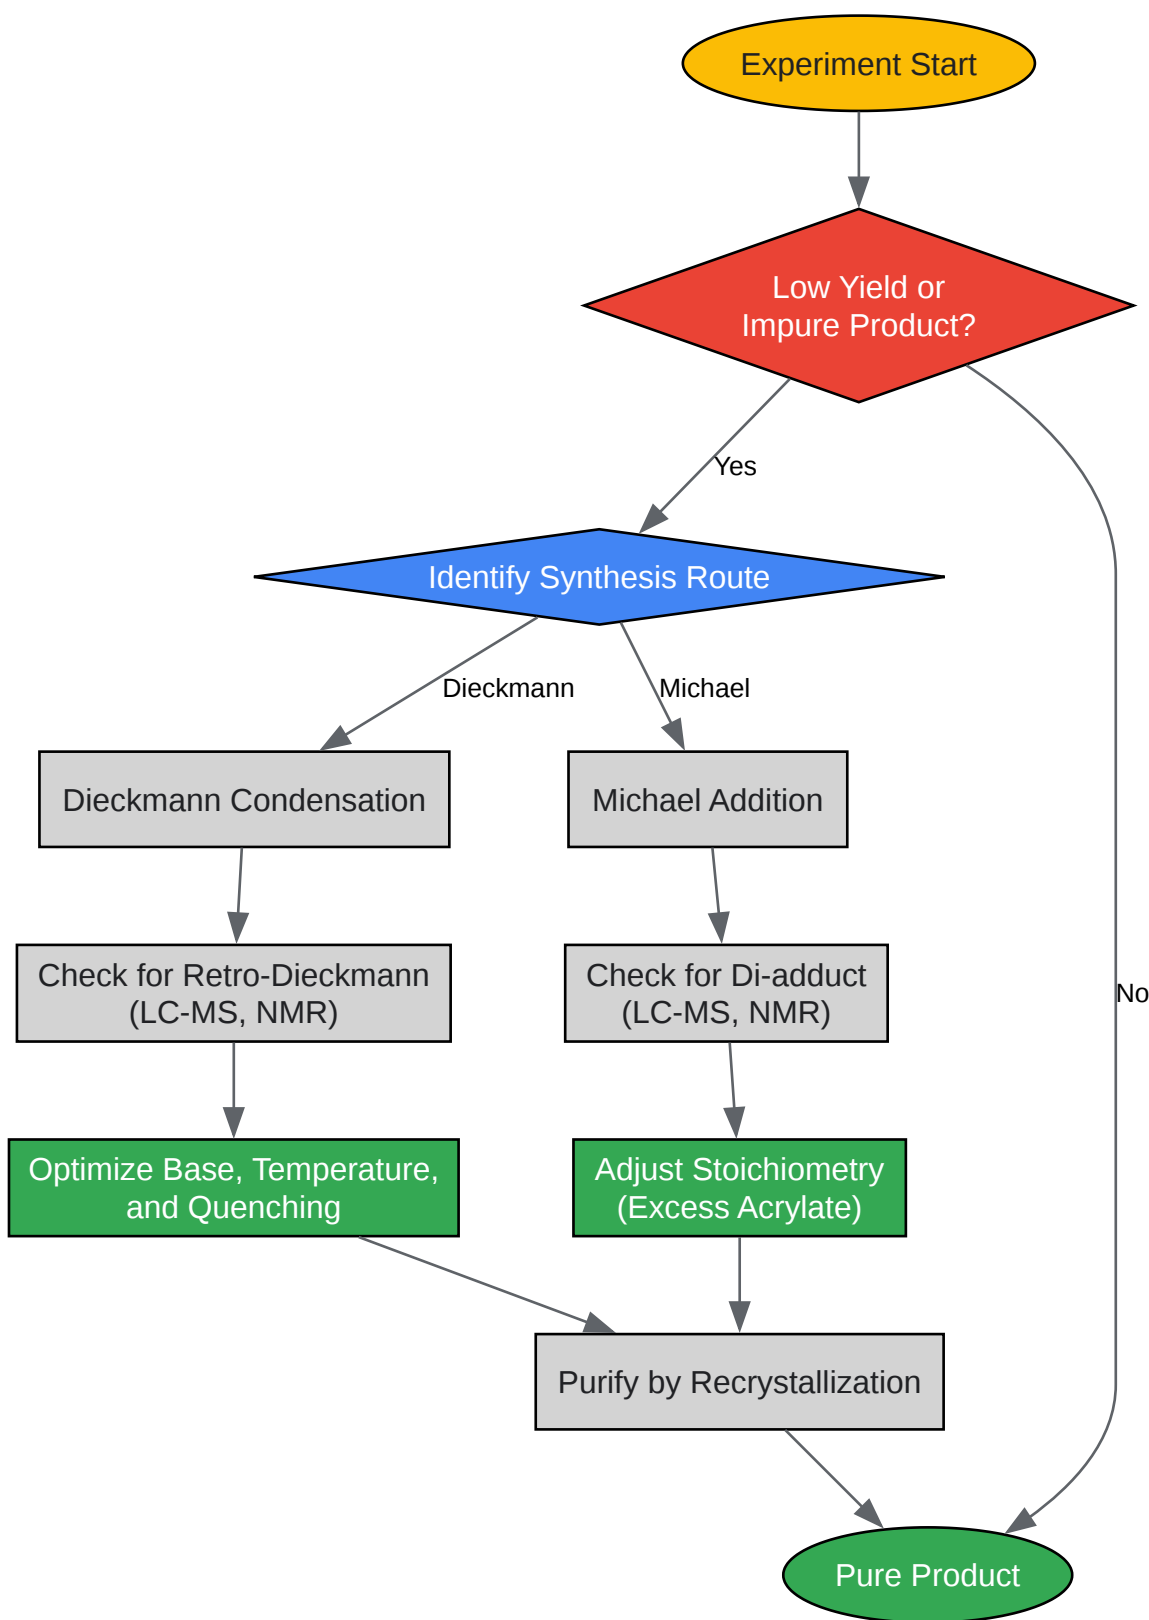 Experiment Start
Low Yield or
Impure Product?
Yes
Identify Synthesis Route
Dieckmann
Michael
Dieckmann Condensation
Michael Addition
Check for Retro-Dieckmann
(LC-MS, NMR)
Check for Di-adduct
(LC-MS, NMR)
No
Optimize Base, Temperature,
and Quenching
Adjust Stoichiometry
(Excess Acrylate)
Purify by Recrystallization
Pure Product